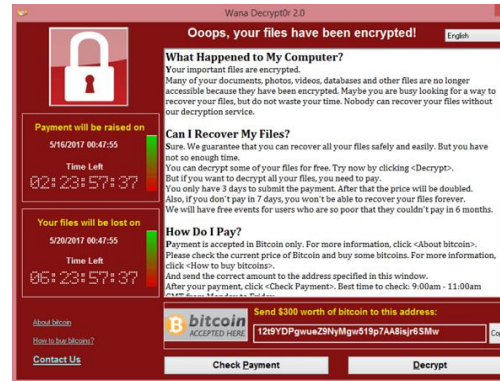 Wana Decrypt0r 2.0
Ooops, your files have been encrypted!
English
What Happened to My Computer?
Your important files are encrypted.
Many of your documents, photos, videos, databases and other files are no longer
accessible because they have been encrypted. Maybe you are busy looking for a way to
recover your files, but do not waste your time. Nobody can recover your files without
our decryption service.
Can I Recover My Files?
Sure. We guarantee that you can recover all your files safely and easily. But you have
not so enough time.
You can decrypt some of your files for free. Try now by clicking <Decrypt>.
But if you want to decrypt all your files, you need to pay.
You only have 3 days to submit the payment. After that the price will be doubled.
Also, if you don't pay in 7 days, you won't be able to recover your files forever.
We will have free events for users who are so poor that they couldn't pay in 6 months.
How Do I Pay?
Payment is accepted in Bitcoin only. For more information, click <About bitcoin>.
Please check the current price of Bitcoin and buy some bitcoins. For more information,
click <How to buy bitcoins>.
And send the correct amount to the address specified in this window.
After your payment, click <Check Payment>. Best time to check: 9:00am - 11:00am
GMT from Monday to Friday.
Payment will be raised on
5/16/2017 00:47:55
Time Left
02:23:57:37
Your files will be lost on
5/20/2017 00:47:55
Time Left
06:23:57:37
About bitcoin
How to buy bitcoins?
Contact Us
bitcoin
ACCEPTED HERE
Send $300 worth of bitcoin to this address:
12t9YDPgwueZ9NyMgw519p7AA8isjr6SMw
Check Payment
Decrypt